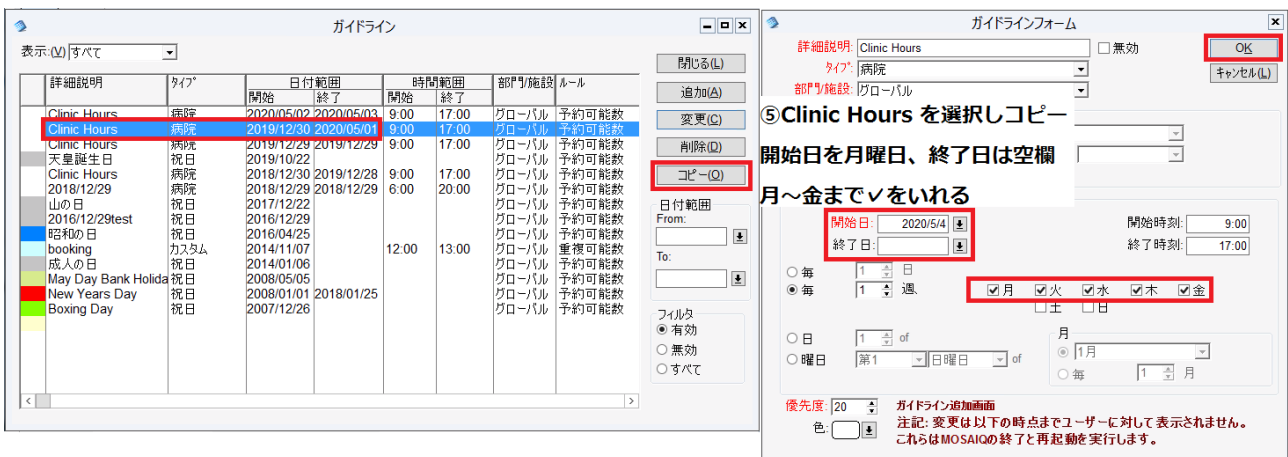 ガイドライン
表示:(V) すべて
詳細説明 タイプ 日付範囲 時間範囲 部門/施設 ルール
開始 終了 開始 終了
Clinic Hours 病院 2020/05/02 2020/05/03 9:00 17:00 グローバル 予約可能数
Clinic Hours 病院 2019/12/30 2020/05/01 9:00 17:00 グローバル 予約可能数
Clinic Hours 病院 2019/12/29 2019/12/29 9:00 17:00 グローバル 予約可能数
天皇誕生日 祝日 2019/10/22 グローバル 予約可能数
Clinic Hours 病院 2018/12/30 2019/12/28 9:00 17:00 グローバル 予約可能数
2018/12/29 病院 2018/12/29 2018/12/29 6:00 20:00 グローバル 予約可能数
山の日 祝日 2017/12/22 グローバル 予約可能数
2016/12/29test 祝日 2016/12/29 グローバル 予約可能数
昭和の日 祝日 2016/04/25 グローバル 予約可能数
booking カスタム 2014/11/07 12:00 13:00 グローバル 重複可能数
成人の日 祝日 2014/01/06 グローバル 予約可能数
May Day Bank Holida 祝日 2008/05/05 グローバル 予約可能数
New Years Day 祝日 2008/01/01 2018/01/25 グローバル 予約可能数
Boxing Day 祝日 2007/12/26 グローバル 予約可能数
閉じる(L)
追加(A)
変更(C)
削除(D)
コピー(O)
日付範囲
From:
To:
フィルタ
有効
無効
すべて
ガイドラインフォーム
詳細説明: Clinic Hours 無効
タイプ: 病院
部門/施設: グローバル
OK
キャンセル(L)
⑤Clinic Hours を選択しコピー
開始日を月曜日、終了日は空欄
月～金まで✓をいれる
開始日: 2020/5/4 開始時刻: 9:00
終了日: 終了時刻: 17:00
毎 1 日
毎 1 週、 月 火 水 木 金
土 日
日 1 of
曜日 第1 日曜日 of
月
1月
毎 1 月
優先度: 20 ガイドライン追加画面
色: 注記: 変更は以下の時点までユーザーに対して表示されません。
これらはMOSAIQの終了と再起動を実行します。